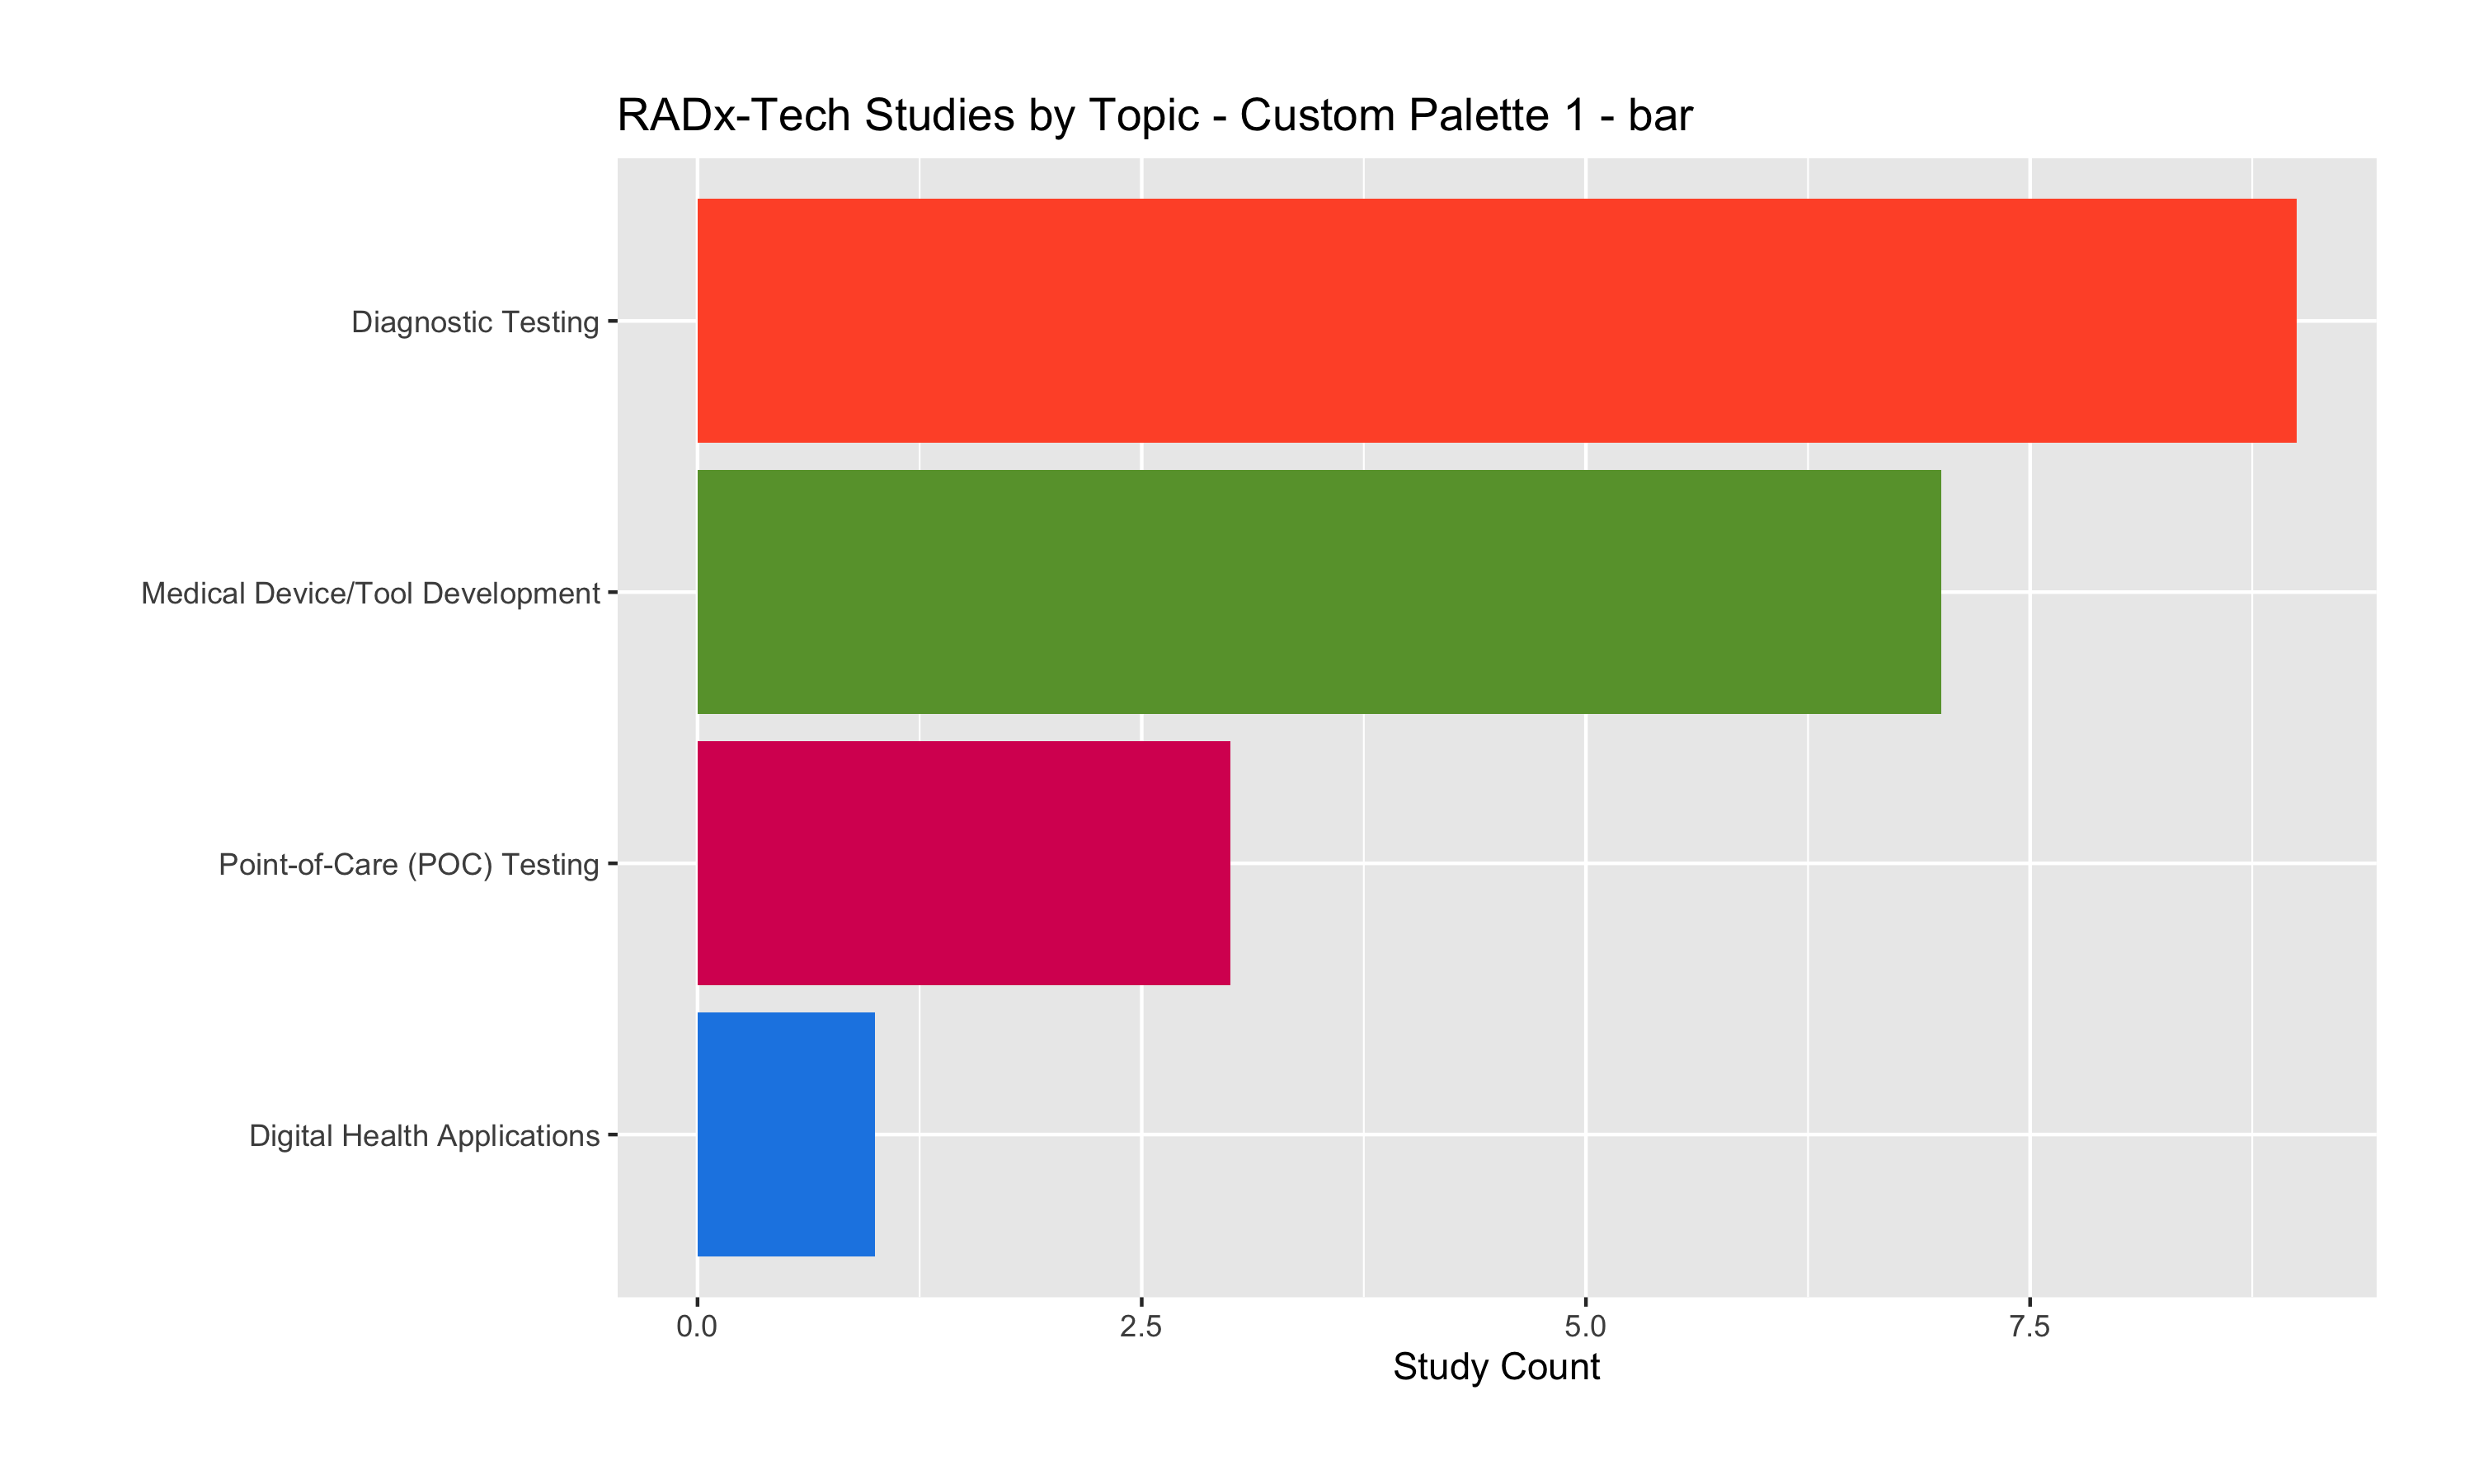 RADx-Tech Studies by Topic - Custom Palette 1 - bar
Diagnostic Testing
Medical Device/Tool Development
Point-of-Care (POC) Testing
Digital Health Applications
0.0 2.5 5.0 7.5
Study Count